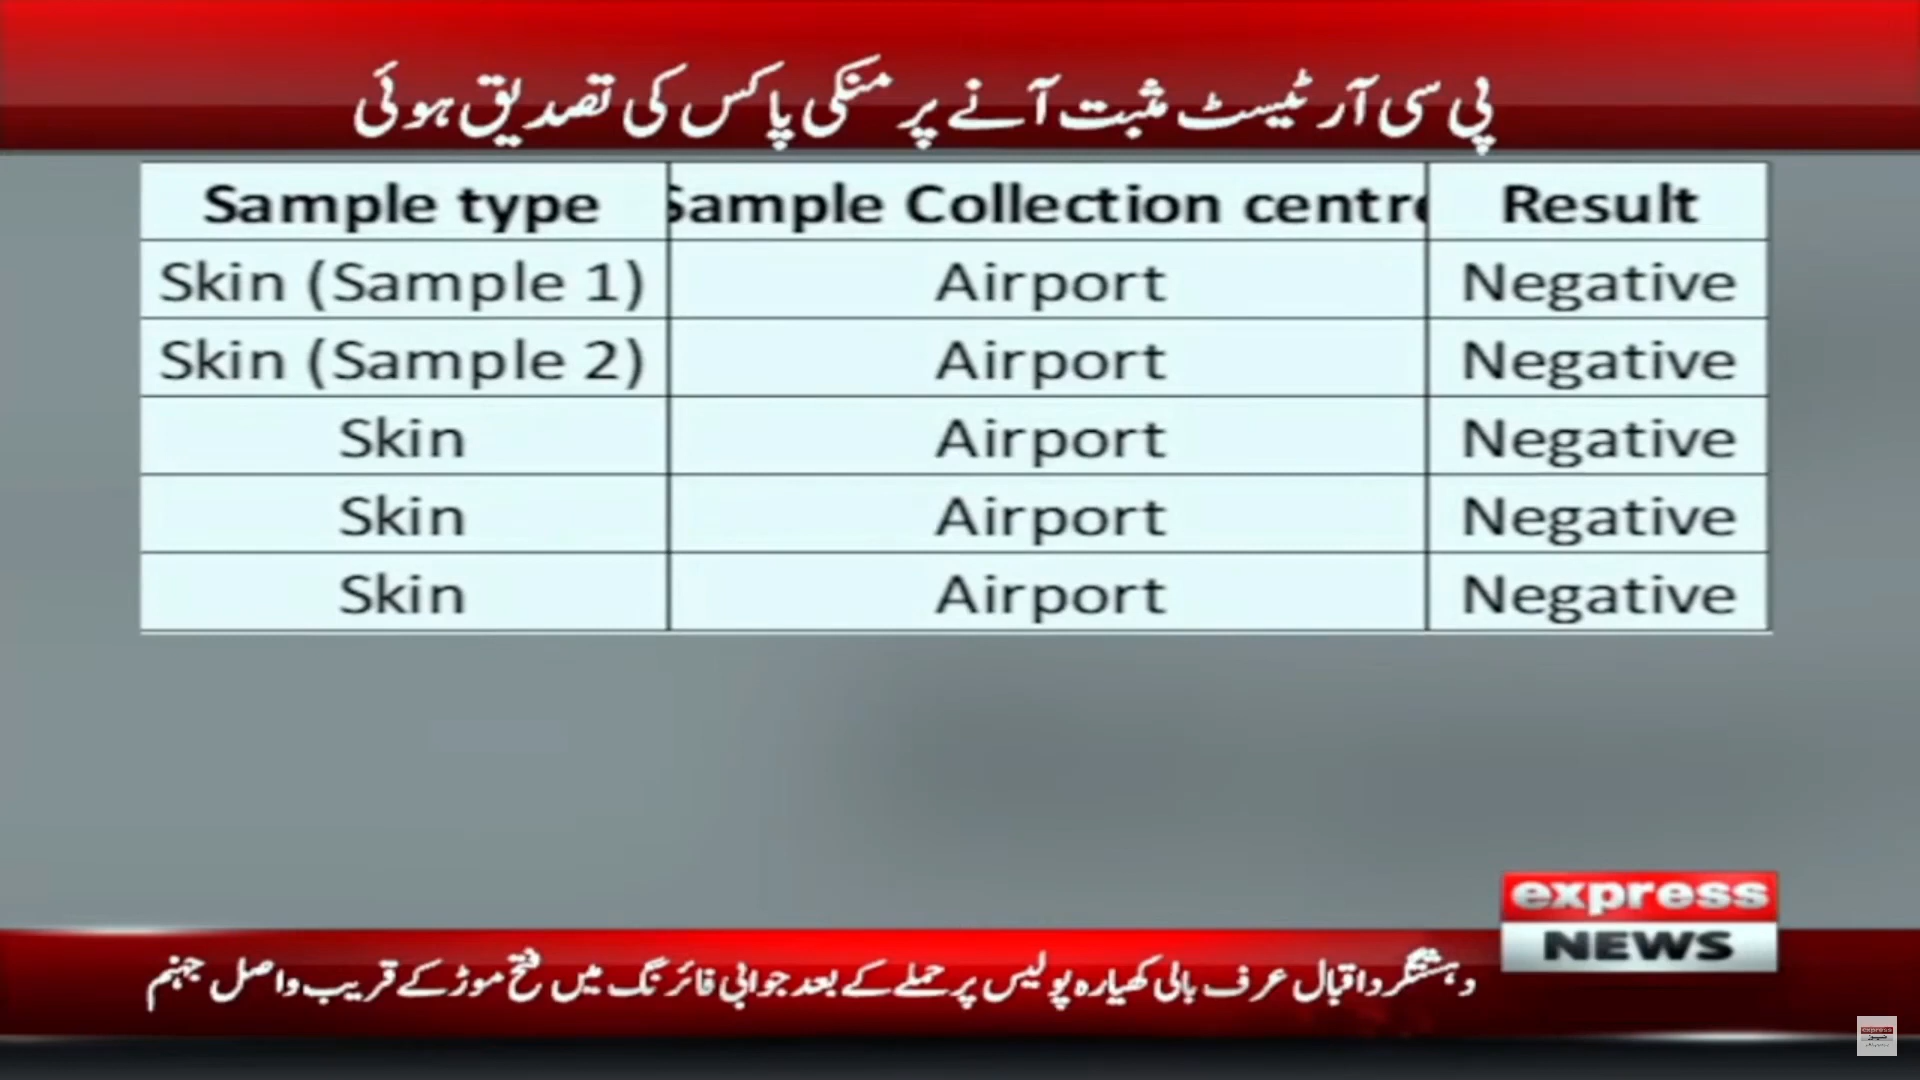 پی سی آر ٹیسٹ مثبت آنے پر منکی پاکس کی تصدیق ہوئی
Sample type Sample Collection centre Result
Skin (Sample 1) Airport Negative
Skin (Sample 2) Airport Negative
Skin Airport Negative
Skin Airport Negative
Skin Airport Negative
express
NEWS
دہشتگرد اقبال عرف بالی کھیارہ پولیس پر حملے کے بعد جوابی فائرنگ میں فتح موڑ کے قریب واصل جہنم
express